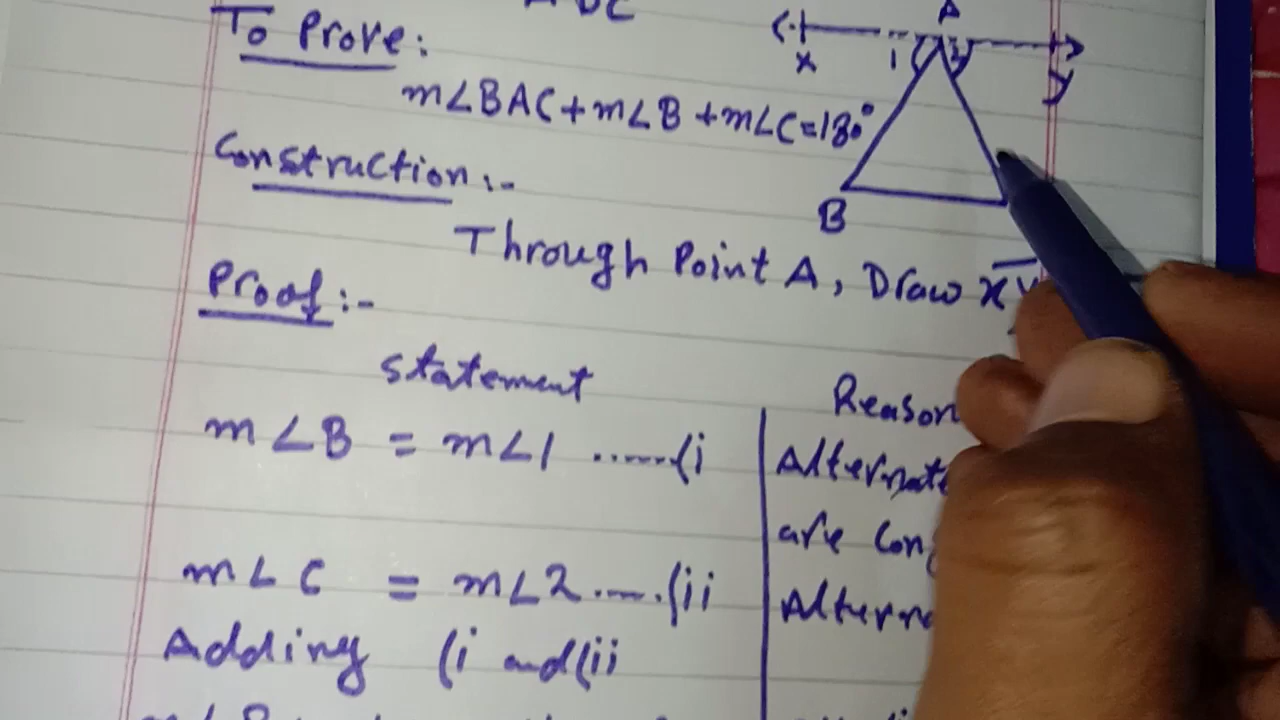 To Prove:
m∠BAC+m∠B+m∠C=180°
Construction:-
Through Point A, Draw
Proof:-
statement
Reason
m∠B = m∠1 ......(i
Alternate
are
m∠C = m∠2......(ii
Adding (i and (ii
A
x
1
2
y
B